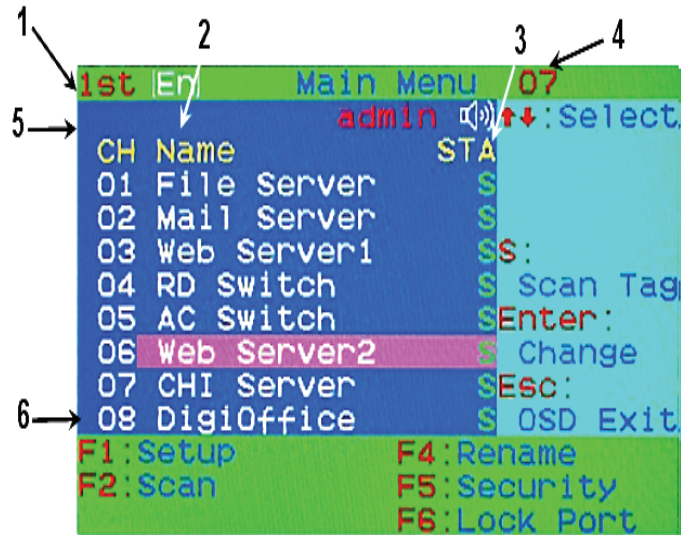 1 2 3 4
1st En Main Menu 07
5 admin ↑↓:Select
CH Name STA
01 File Server S
02 Mail Server S
03 Web Server1 S S:
04 RD Switch S Scan Tag
05 AC Switch S Enter:
06 Web Server2 S Change
07 CHI Server S Esc:
6 08 DigiOffice S OSD Exit
F1:Setup F4:Rename
F2:Scan F5:Security
F6:Lock Port